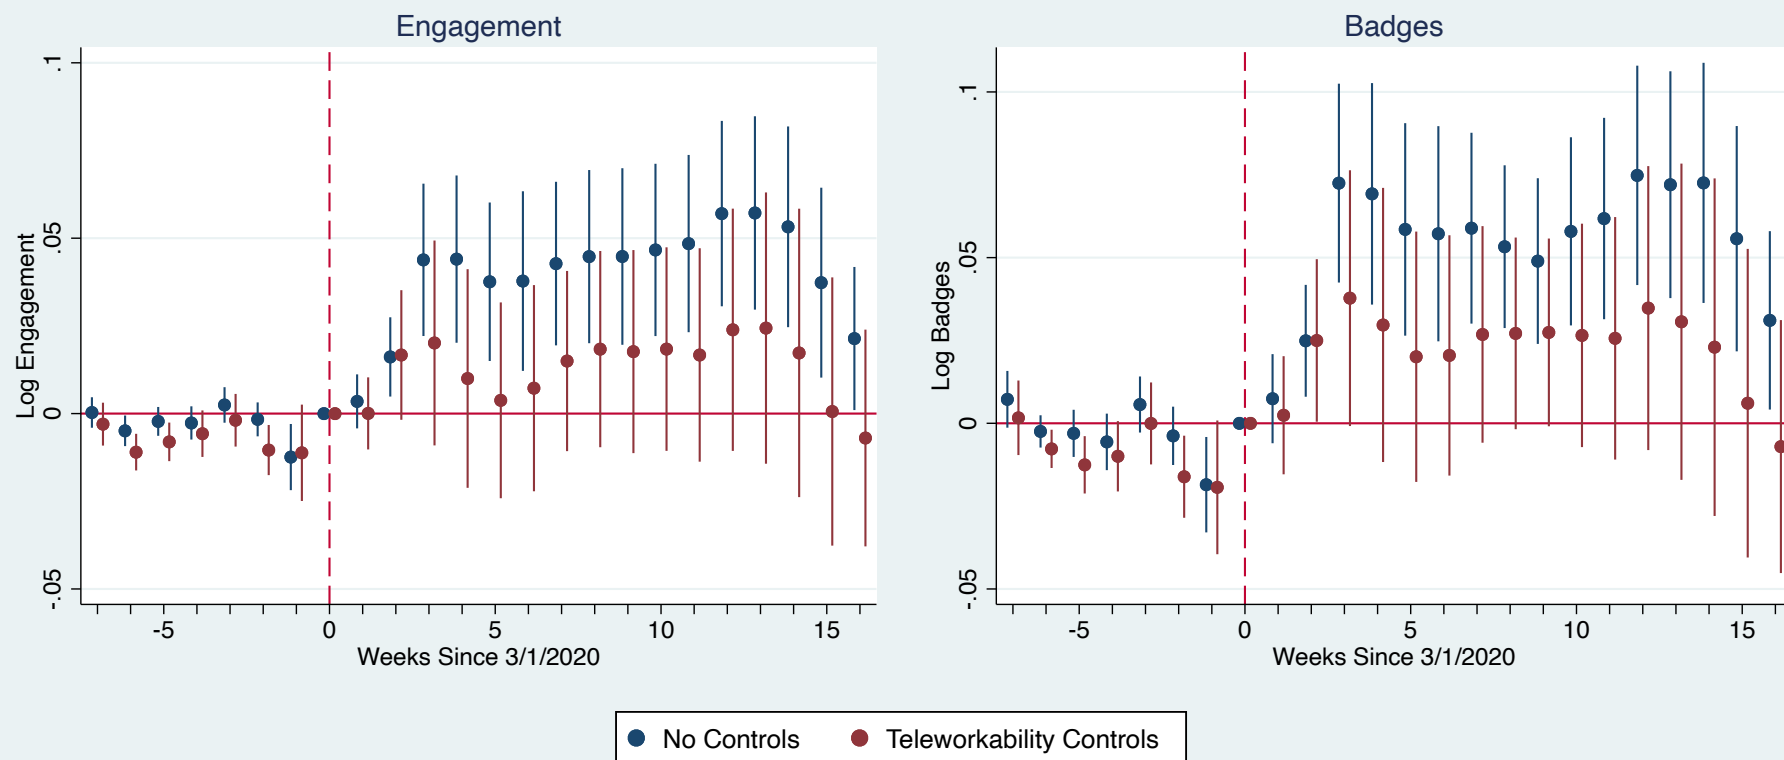 Engagement
Log Engagement
.1
.05
0
-.05
-5 0 5 10 15
Weeks Since 3/1/2020
Badges
Log Badges
.1
.05
0
-.05
-5 0 5 10 15
Weeks Since 3/1/2020
No Controls Teleworkability Controls